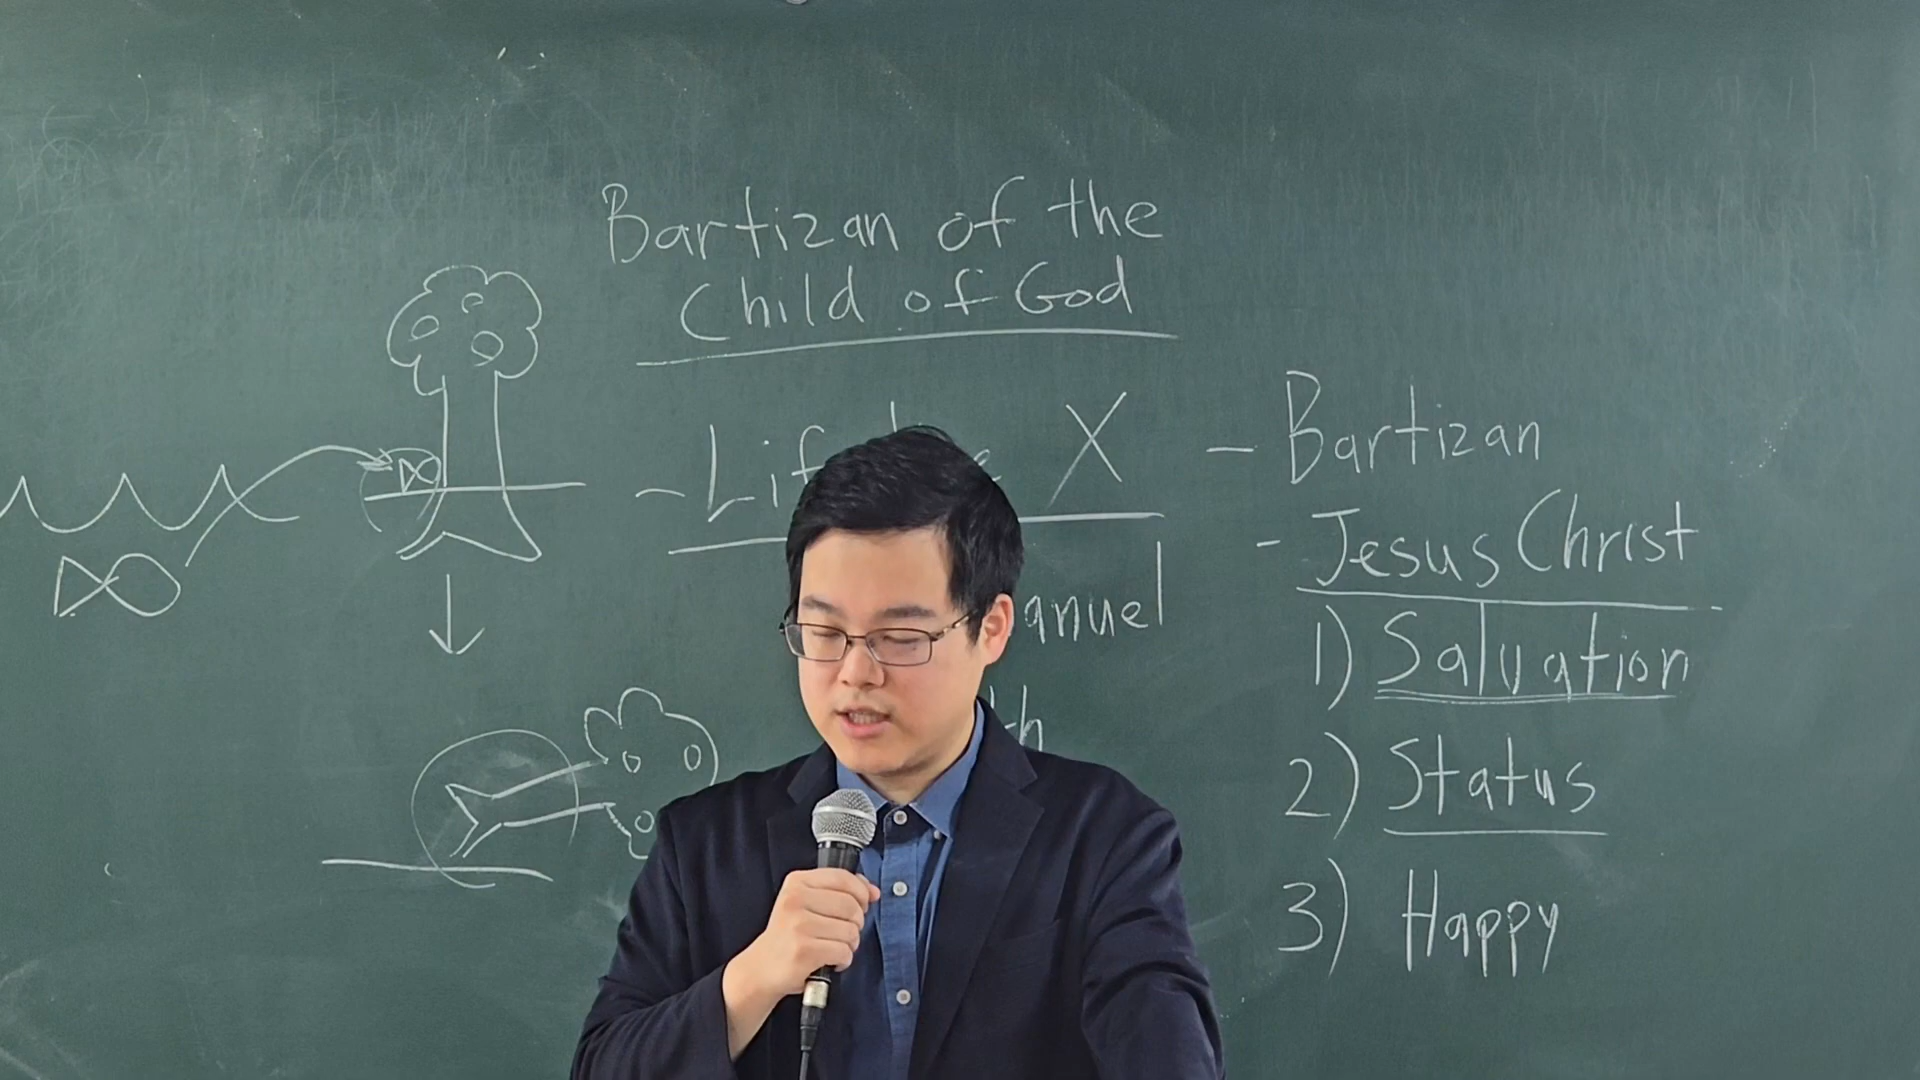 Bartizan of the
Child of God
- X
- Bartizan
- Jesus Christ
1) Salvation
2) Status
3) Happy